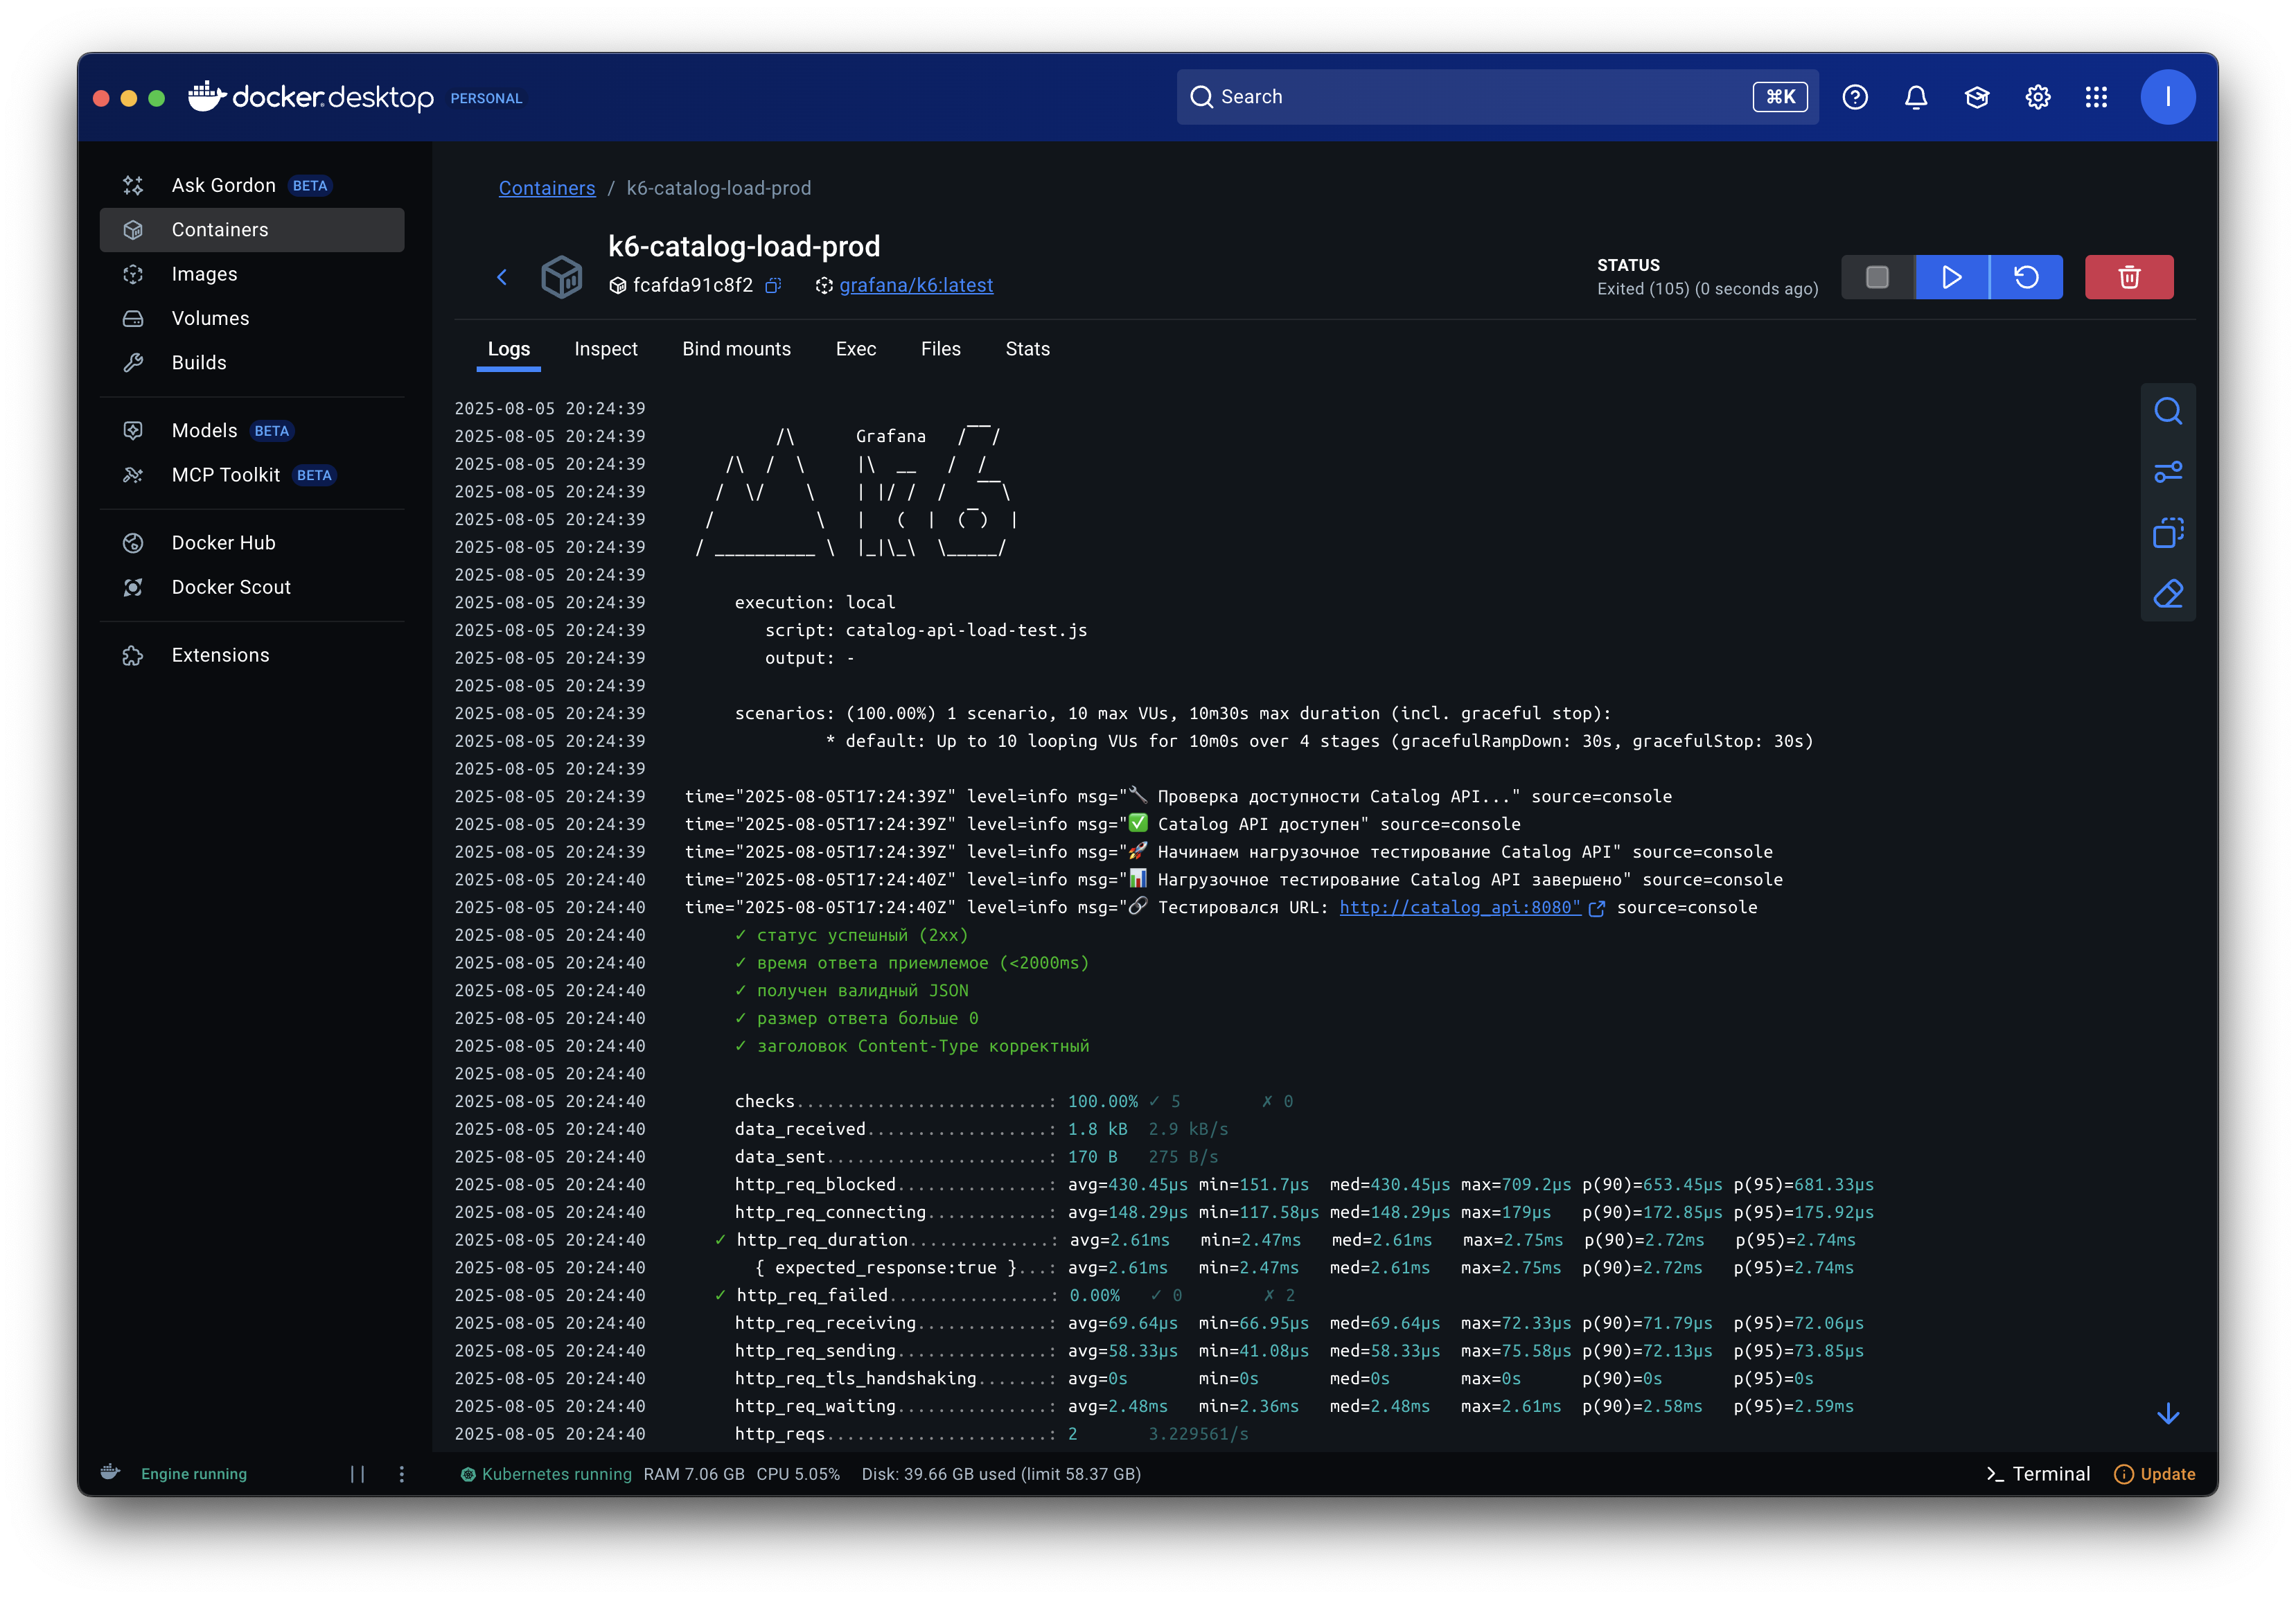 docker.desktop PERSONAL
Search ⌘K
I
Ask Gordon BETA
Containers
Images
Volumes
Builds
Models BETA
MCP Toolkit BETA
Docker Hub
Docker Scout
Extensions
Containers / k6-catalog-load-prod
k6-catalog-load-prod
fcafda91c8f2 grafana/k6:latest
STATUS
Exited (105) (0 seconds ago)
Logs Inspect Bind mounts Exec Files Stats
2025-08-05 20:24:39
2025-08-05 20:24:39 /\ Grafana /‾‾/
2025-08-05 20:24:39 /\ / \ |\ __ / /
2025-08-05 20:24:39 / \/ \ | |/ / / ‾‾\
2025-08-05 20:24:39 / \ | ( | (‾) |
2025-08-05 20:24:39 / __________ \ |_|\_\ \_____/
2025-08-05 20:24:39
2025-08-05 20:24:39 execution: local
2025-08-05 20:24:39 script: catalog-api-load-test.js
2025-08-05 20:24:39 output: -
2025-08-05 20:24:39
2025-08-05 20:24:39 scenarios: (100.00%) 1 scenario, 10 max VUs, 10m30s max duration (incl. graceful stop):
2025-08-05 20:24:39 * default: Up to 10 looping VUs for 10m0s over 4 stages (gracefulRampDown: 30s, gracefulStop: 30s)
2025-08-05 20:24:39
2025-08-05 20:24:39 time="2025-08-05T17:24:39Z" level=info msg="🔧 Проверка доступности Catalog API..." source=console
2025-08-05 20:24:39 time="2025-08-05T17:24:39Z" level=info msg="✅ Catalog API доступен" source=console
2025-08-05 20:24:39 time="2025-08-05T17:24:39Z" level=info msg="🚀 Начинаем нагрузочное тестирование Catalog API" source=console
2025-08-05 20:24:40 time="2025-08-05T17:24:40Z" level=info msg="📊 Нагрузочное тестирование Catalog API завершено" source=console
2025-08-05 20:24:40 time="2025-08-05T17:24:40Z" level=info msg="🔗 Тестировался URL: http://catalog_api:8080" source=console
2025-08-05 20:24:40 ✓ статус успешный (2xx)
2025-08-05 20:24:40 ✓ время ответа приемлемое (<2000ms)
2025-08-05 20:24:40 ✓ получен валидный JSON
2025-08-05 20:24:40 ✓ размер ответа больше 0
2025-08-05 20:24:40 ✓ заголовок Content-Type корректный
2025-08-05 20:24:40
2025-08-05 20:24:40 checks.........................: 100.00% ✓ 5 ✗ 0
2025-08-05 20:24:40 data_received..................: 1.8 kB 2.9 kB/s
2025-08-05 20:24:40 data_sent......................: 170 B 275 B/s
2025-08-05 20:24:40 http_req_blocked...............: avg=430.45µs min=151.7µs med=430.45µs max=709.2µs p(90)=653.45µs p(95)=681.33µs
2025-08-05 20:24:40 http_req_connecting............: avg=148.29µs min=117.58µs med=148.29µs max=179µs p(90)=172.85µs p(95)=175.92µs
2025-08-05 20:24:40 ✓ http_req_duration..............: avg=2.61ms min=2.47ms med=2.61ms max=2.75ms p(90)=2.72ms p(95)=2.74ms
2025-08-05 20:24:40 { expected_response:true }...: avg=2.61ms min=2.47ms med=2.61ms max=2.75ms p(90)=2.72ms p(95)=2.74ms
2025-08-05 20:24:40 ✓ http_req_failed................: 0.00% ✓ 0 ✗ 2
2025-08-05 20:24:40 http_req_receiving.............: avg=69.64µs min=66.95µs med=69.64µs max=72.33µs p(90)=71.79µs p(95)=72.06µs
2025-08-05 20:24:40 http_req_sending...............: avg=58.33µs min=41.08µs med=58.33µs max=75.58µs p(90)=72.13µs p(95)=73.85µs
2025-08-05 20:24:40 http_req_tls_handshaking.......: avg=0s min=0s med=0s max=0s p(90)=0s p(95)=0s
2025-08-05 20:24:40 http_req_waiting...............: avg=2.48ms min=2.36ms med=2.48ms max=2.61ms p(90)=2.58ms p(95)=2.59ms
2025-08-05 20:24:40 http_reqs......................: 2 3.229561/s
Engine running
Kubernetes running RAM 7.06 GB CPU 5.05% Disk: 39.66 GB used (limit 58.37 GB)
Terminal Update